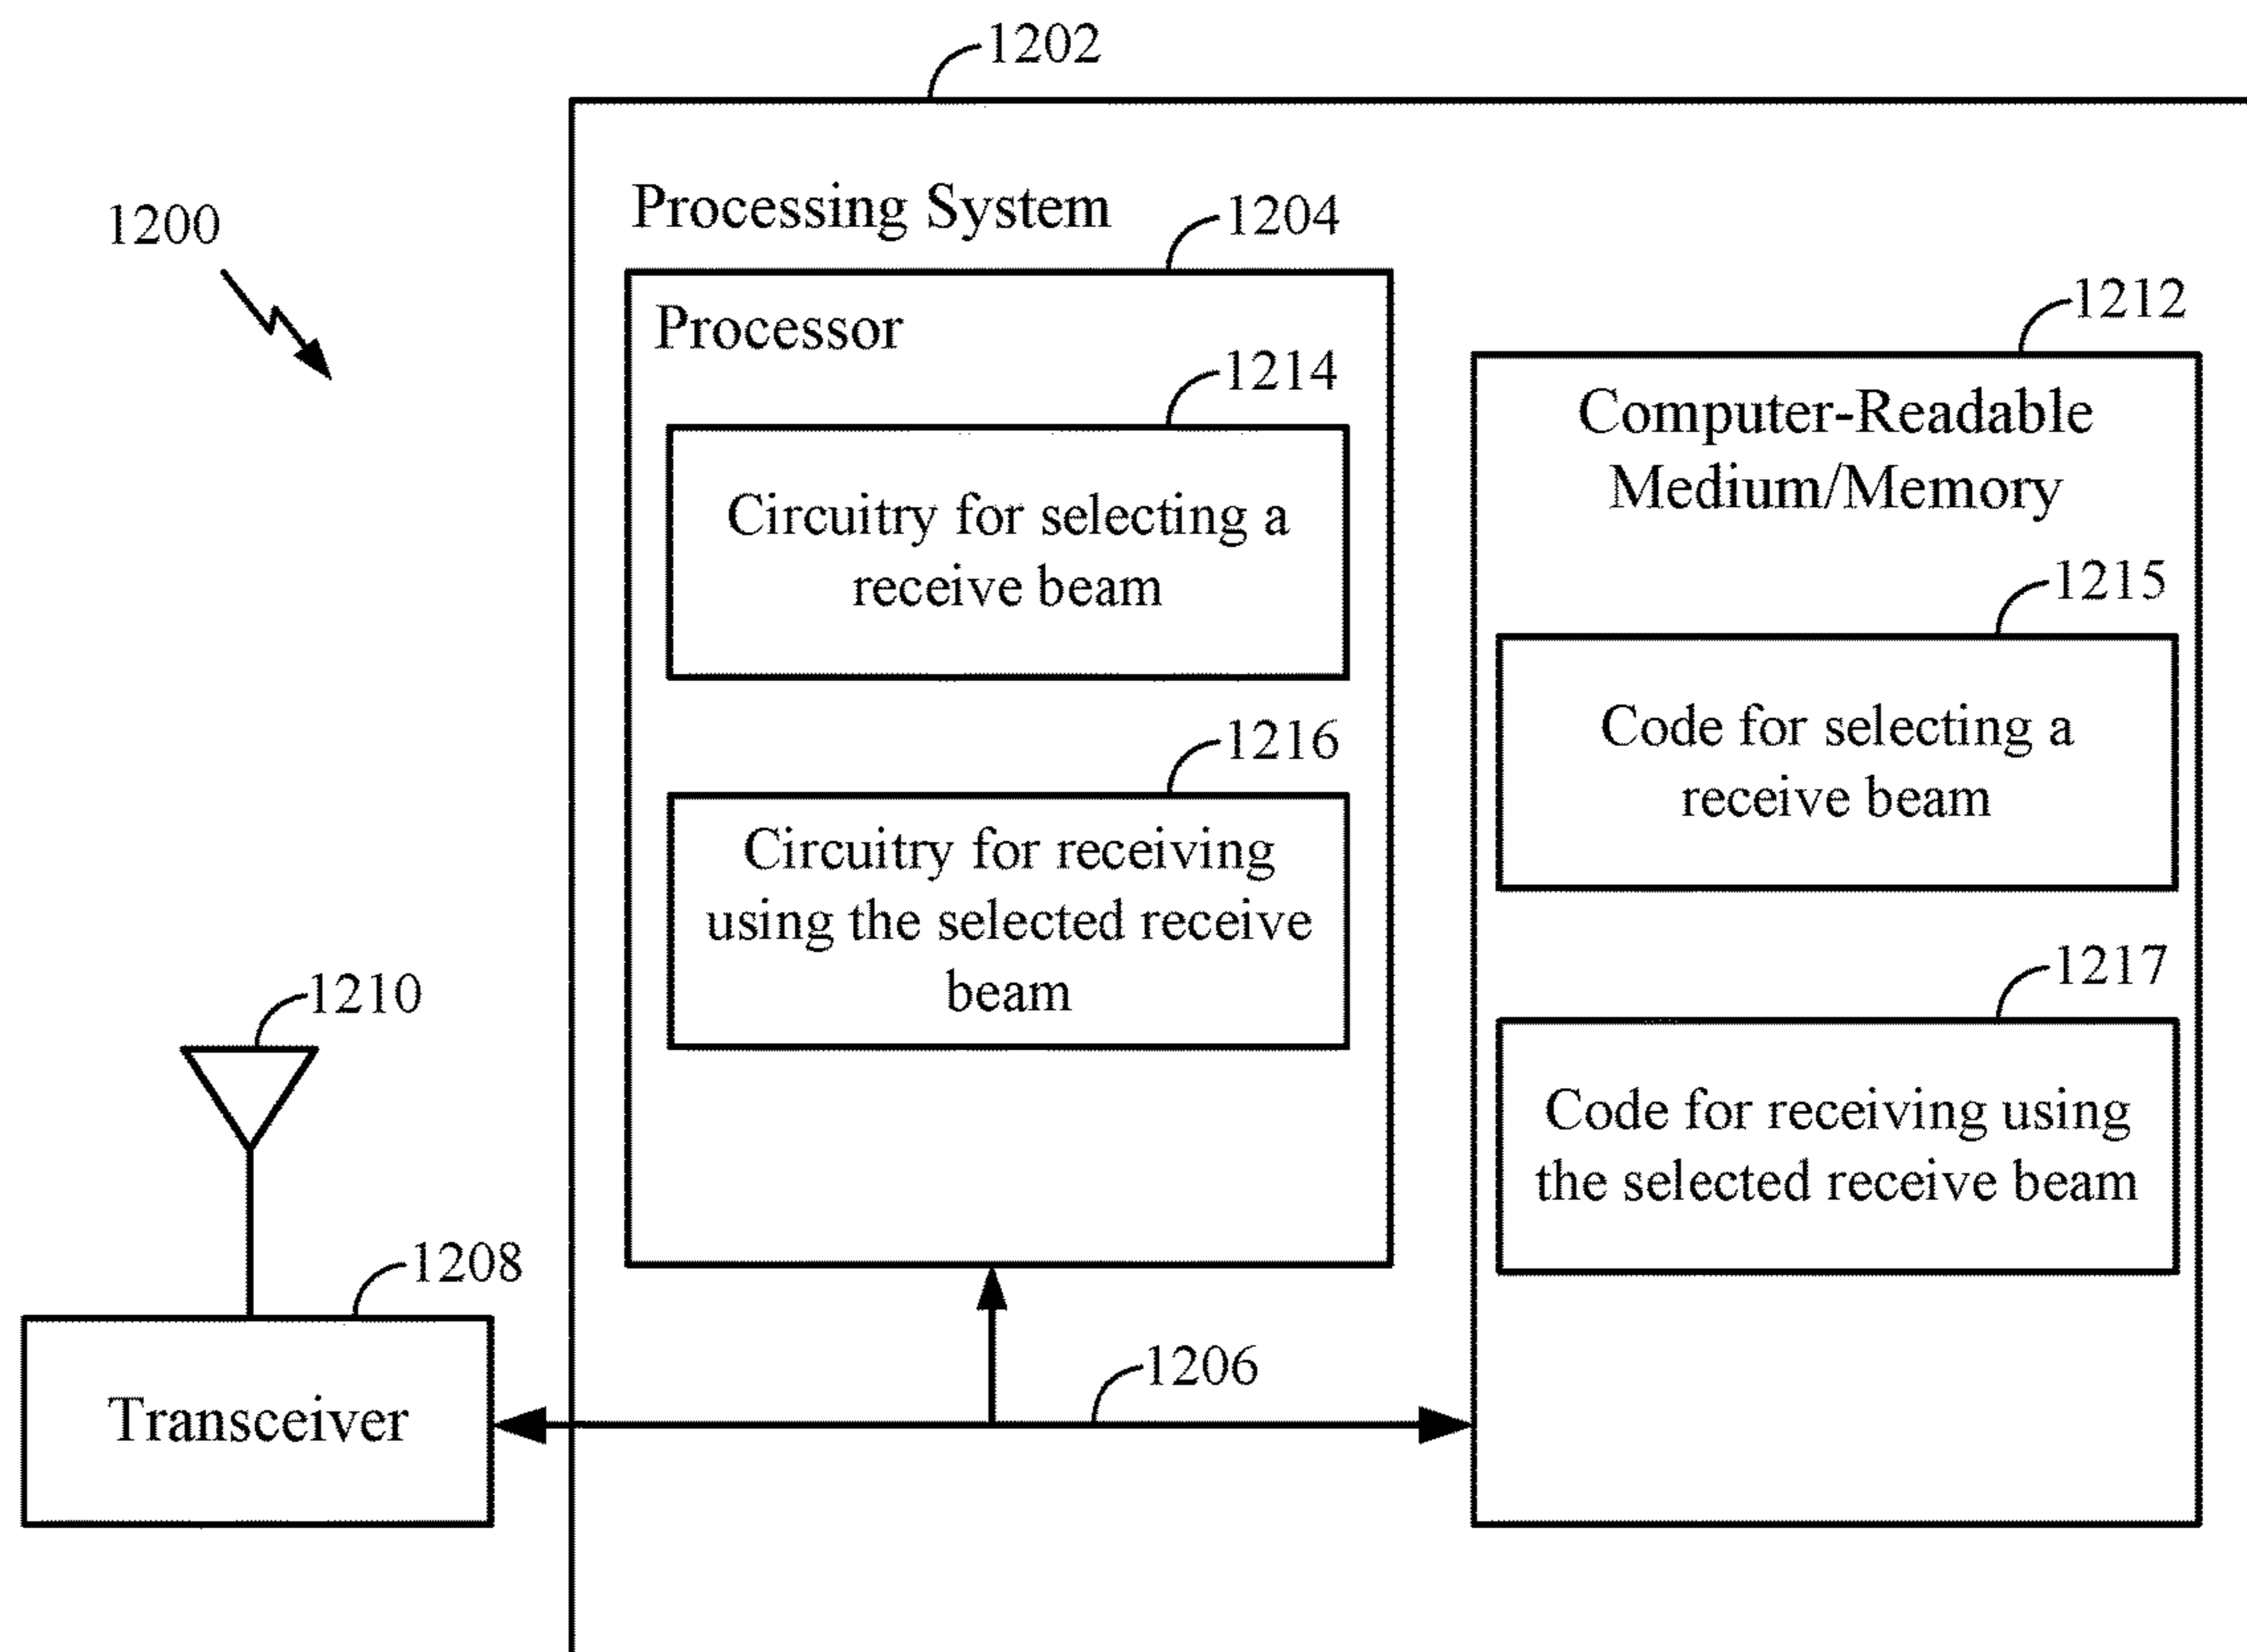 1202
1200
Processing System
1204
Processor
1214
Circuitry for selecting a
receive beam
1216
Circuitry for receiving
using the selected receive
beam
1212
Computer-Readable
Medium/Memory
1215
Code for selecting a
receive beam
1217
Code for receiving using
the selected receive beam
1210
1208
Transceiver
1206